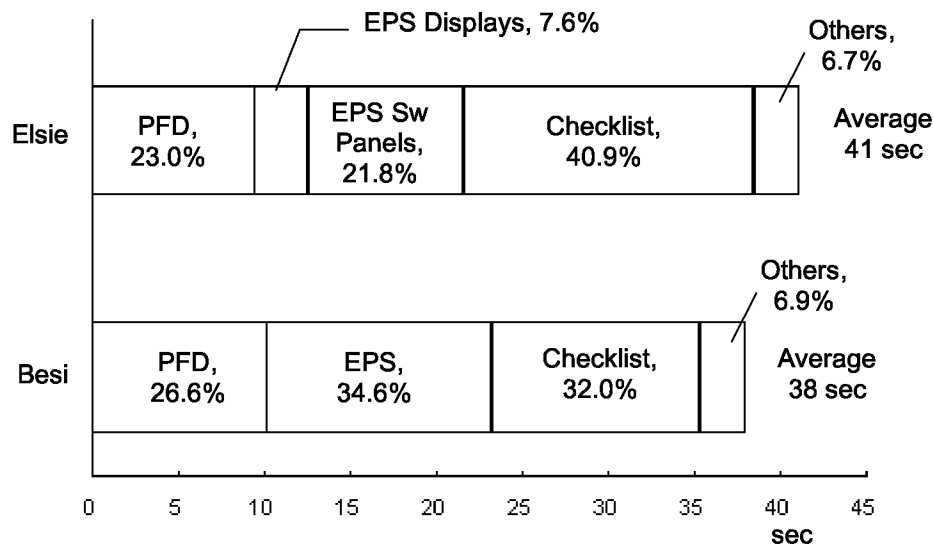 EPS Displays, 7.6%
Others,
6.7%
Elsie
PFD,
23.0%
EPS Sw
Panels,
21.8%
Checklist,
40.9%
Average
41 sec
Others,
6.9%
Besi
PFD,
26.6%
EPS,
34.6%
Checklist,
32.0%
Average
38 sec
0 5 10 15 20 25 30 35 40 45
sec